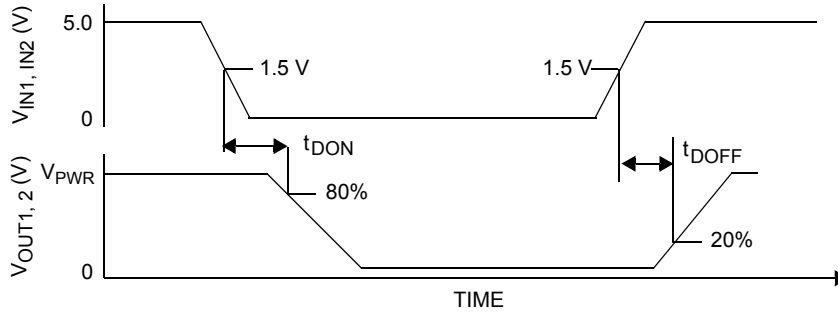 V_IN1, IN2 (V)
5.0
1.5 V
1.5 V
0
t_DON
t_DOFF
V_OUT1, 2 (V)
V_PWR
80%
20%
0
TIME